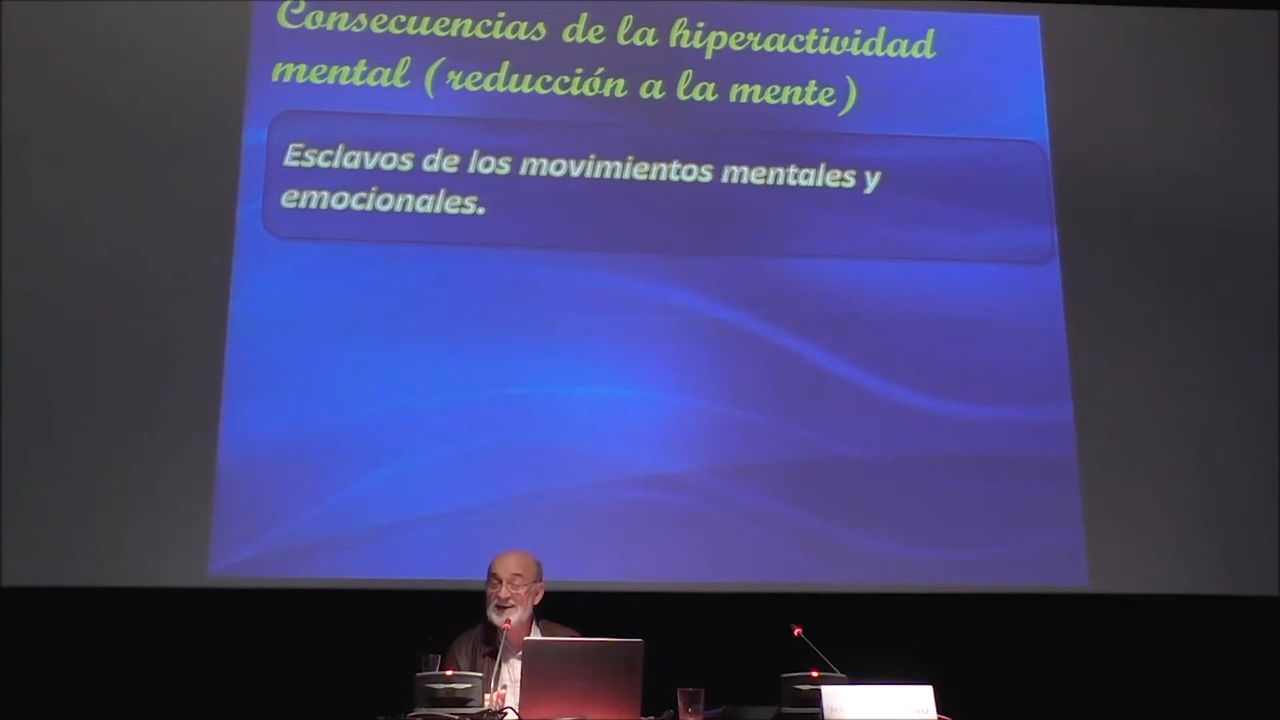 Consecuencias de la hiperactividad
mental (reducción a la mente)
Esclavos de los movimientos mentales y
emocionales.